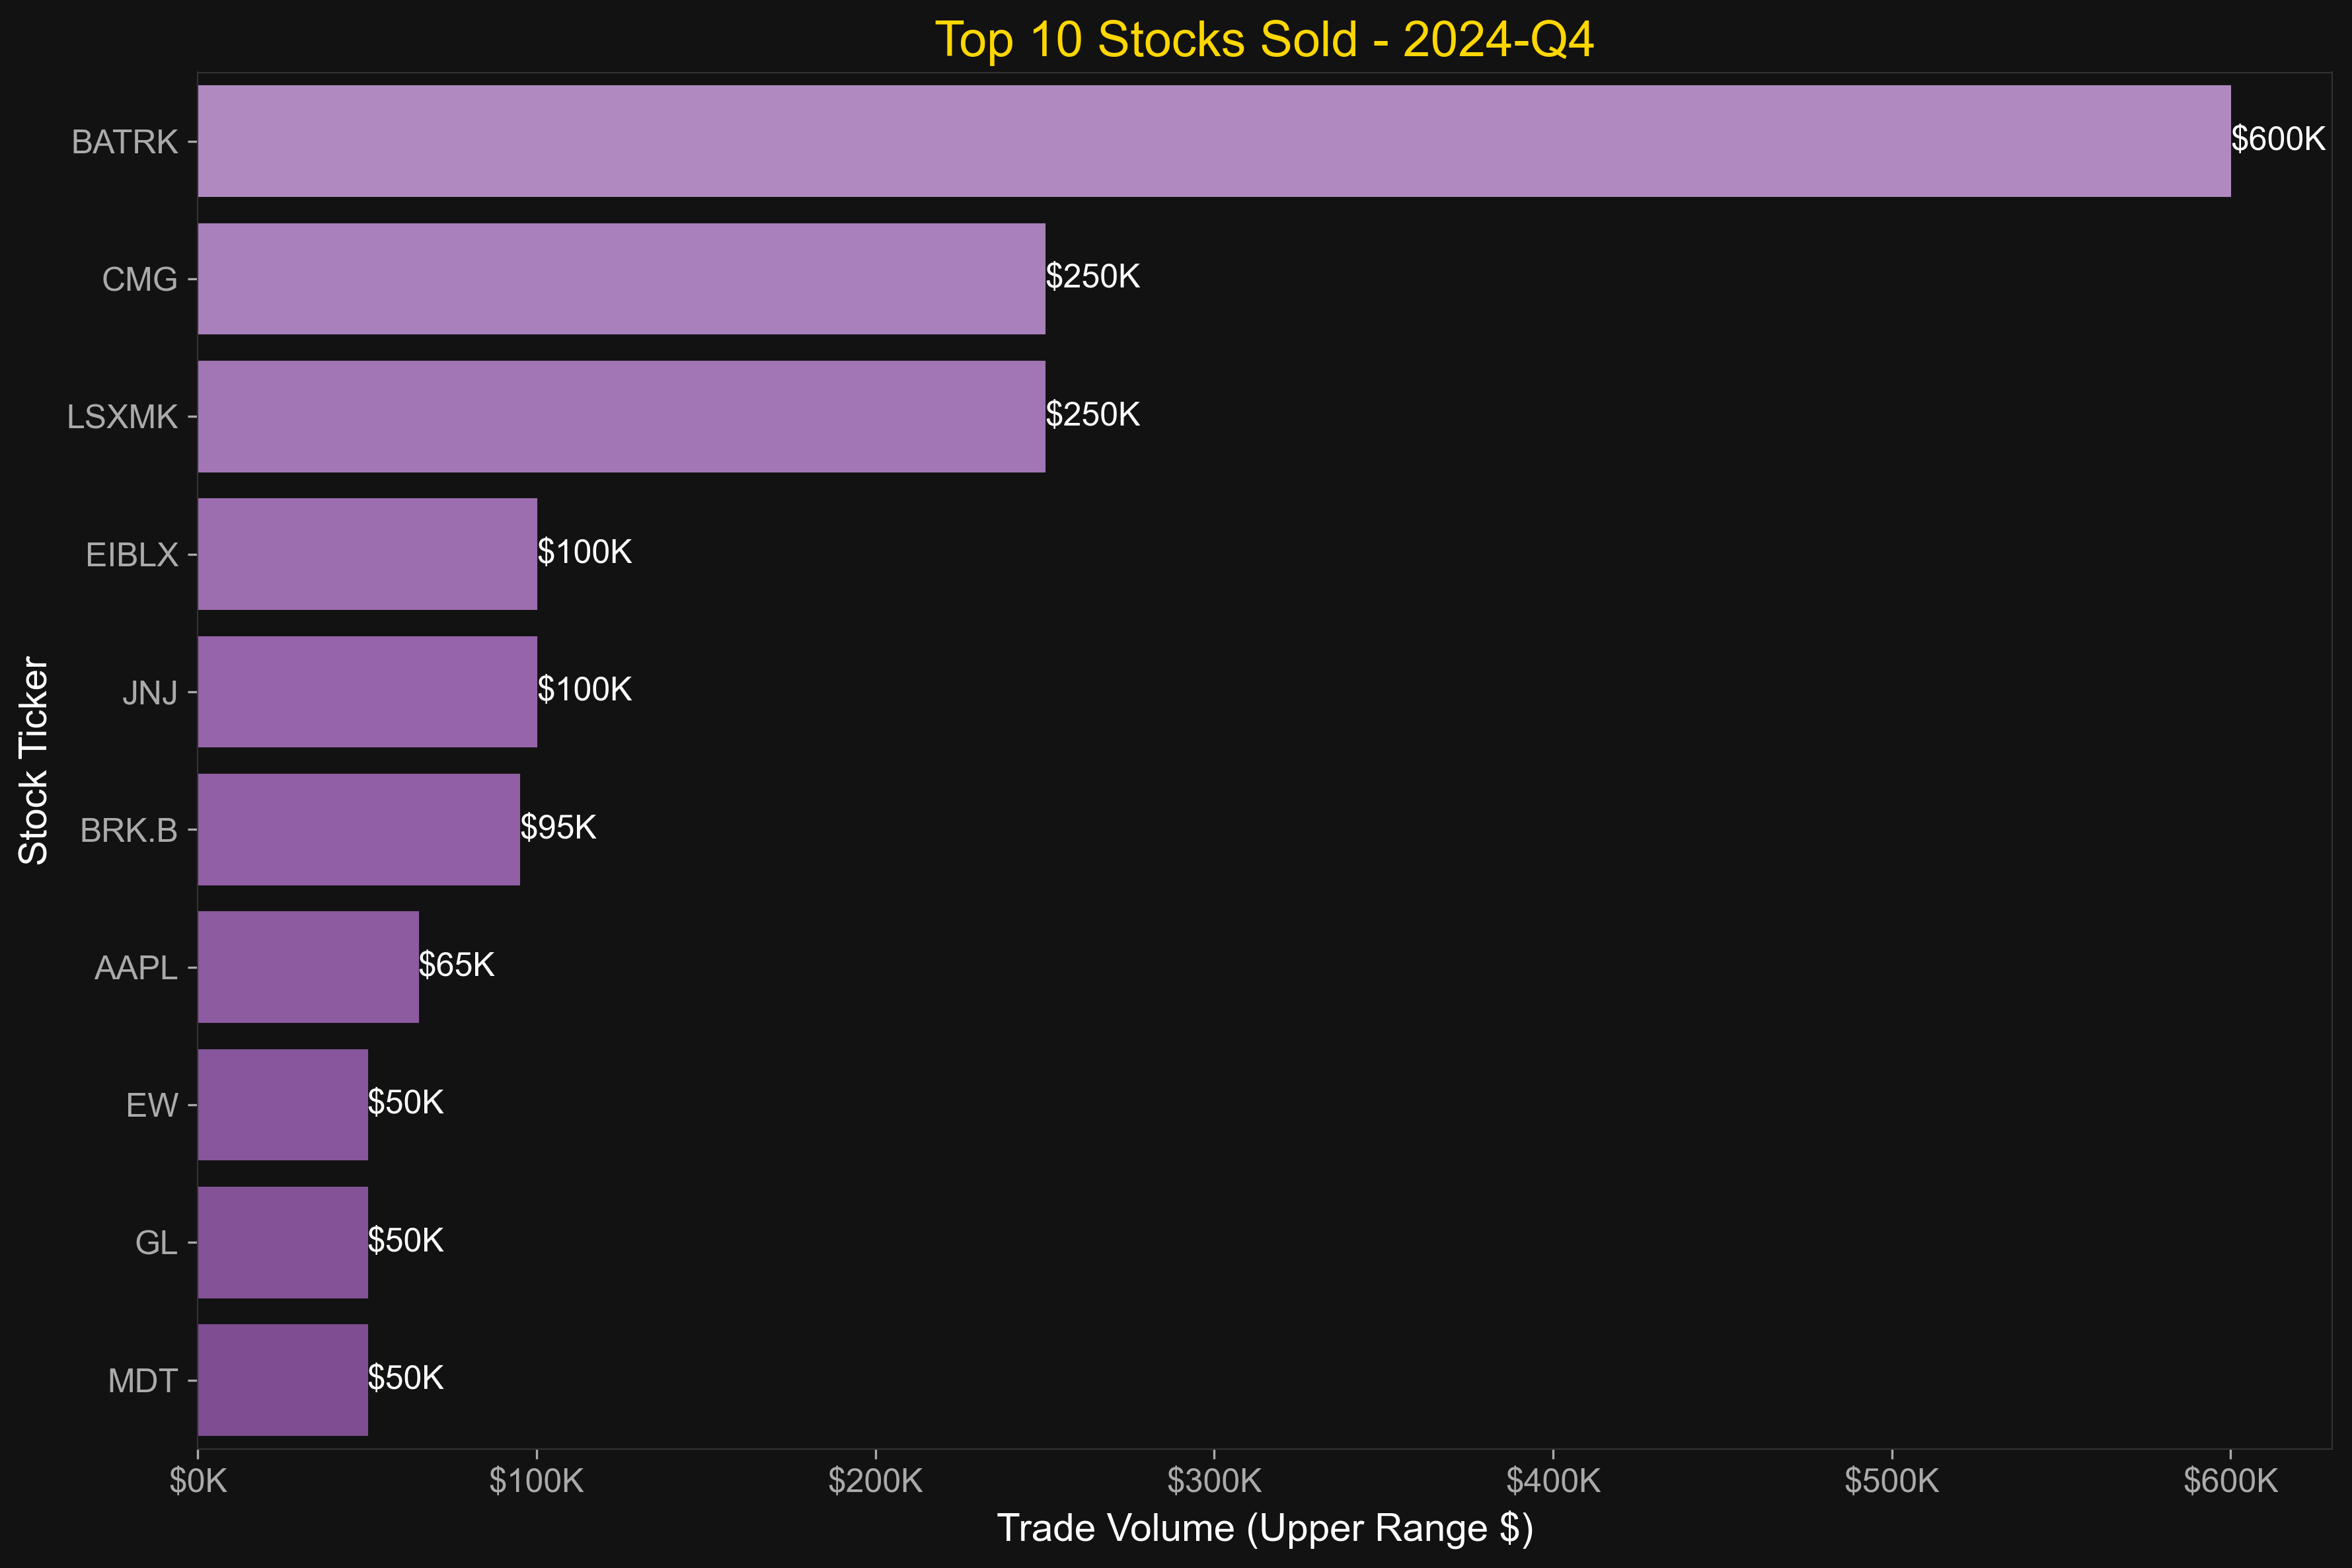 Top 10 Stocks Sold - 2024-Q4
BATRK
$600K
CMG
$250K
LSXMK
$250K
EIBLX
$100K
JNJ
$100K
BRK.B
$95K
AAPL
$65K
EW
$50K
GL
$50K
MDT
$50K
Stock Ticker
$0K $100K $200K $300K $400K $500K $600K
Trade Volume (Upper Range $)